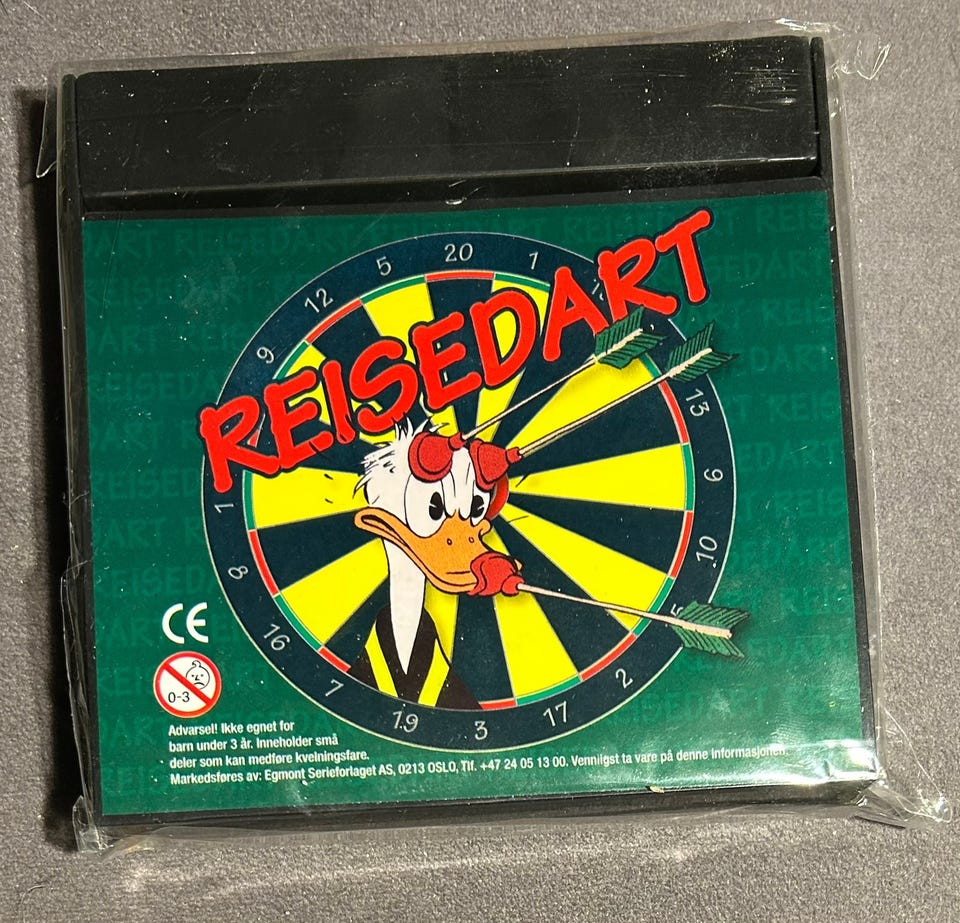 REISEDART
20
1
5
12
9
13
9
1
10
8
16
7
19
3
17
2
CE
0-3
Advarsel! Ikke egnet for
barn under 3 år. Inneholder små
deler som kan medføre kvelningsfare.
Markedsføres av: Egmont Serieforlaget AS, 0213 OSLO, Tlf. +47 24 05 13 00. Vennligst ta vare på denne informasjonen.